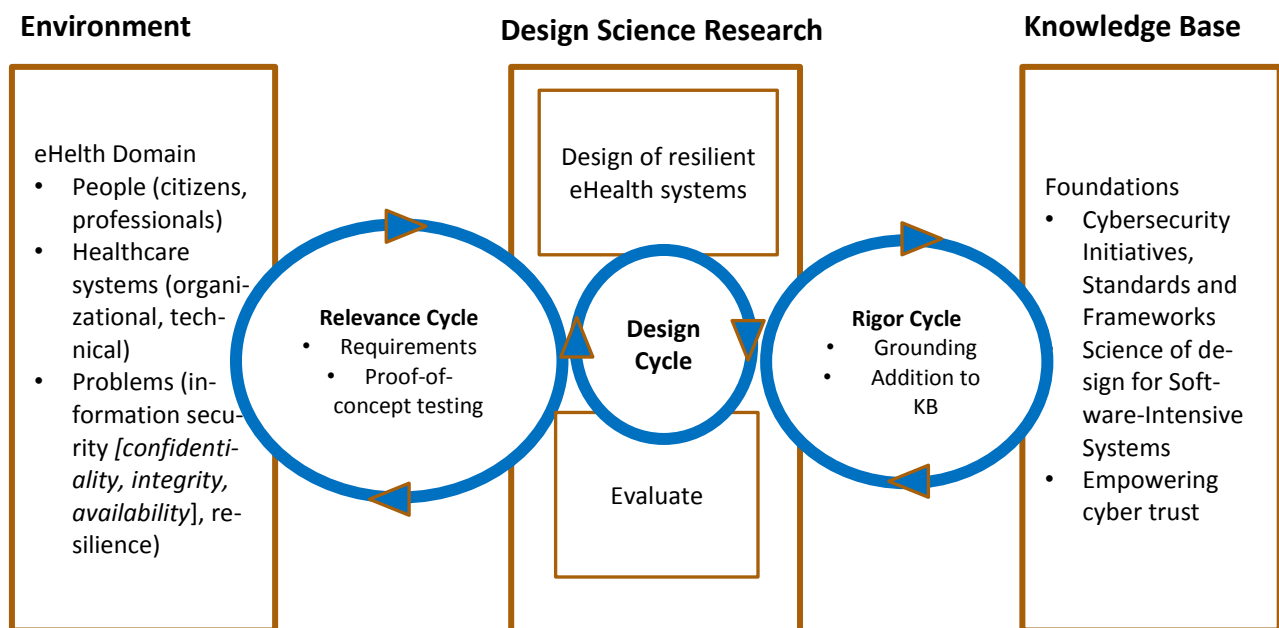 Environment
Design Science Research
Knowledge Base
eHelth Domain
• People (citizens,
professionals)
• Healthcare
systems (organi-
zational, tech-
nical)
• Problems (in-
formation secu-
rity [confidenti-
ality, integrity,
availability], re-
silience)
Relevance Cycle
• Requirements
• Proof-of-
concept testing
Design of resilient
eHealth systems
Design
Cycle
Evaluate
Rigor Cycle
• Grounding
• Addition to
KB
Foundations
• Cybersecurity
Initiatives,
Standards and
Frameworks
Science of de-
sign for Soft-
ware-Intensive
Systems
• Empowering
cyber trust